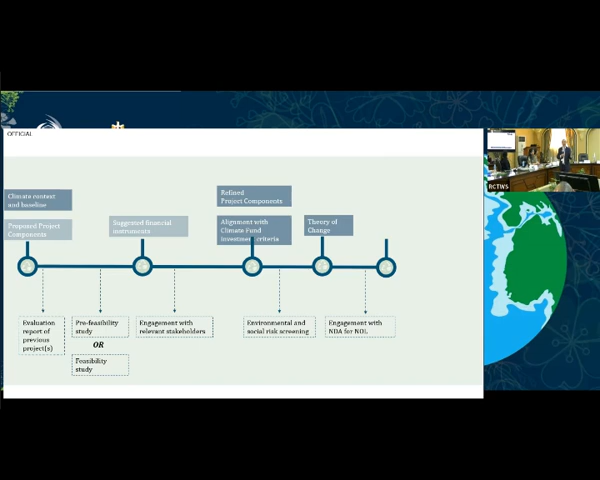 OFFICIAL
Climate context
and baseline
Proposed Project
Components
Suggested financial
instruments
Refined
Project Components
Alignment with
Climate Fund
investment criteria
Theory of
Change
Evaluation
report of
previous
project(s)
Pre-feasibility
study
OR
Feasibility
study
Engagement with
relevant stakeholders
Environmental and
social risk screening
Engagement with
NDA for NOL
RCTWS